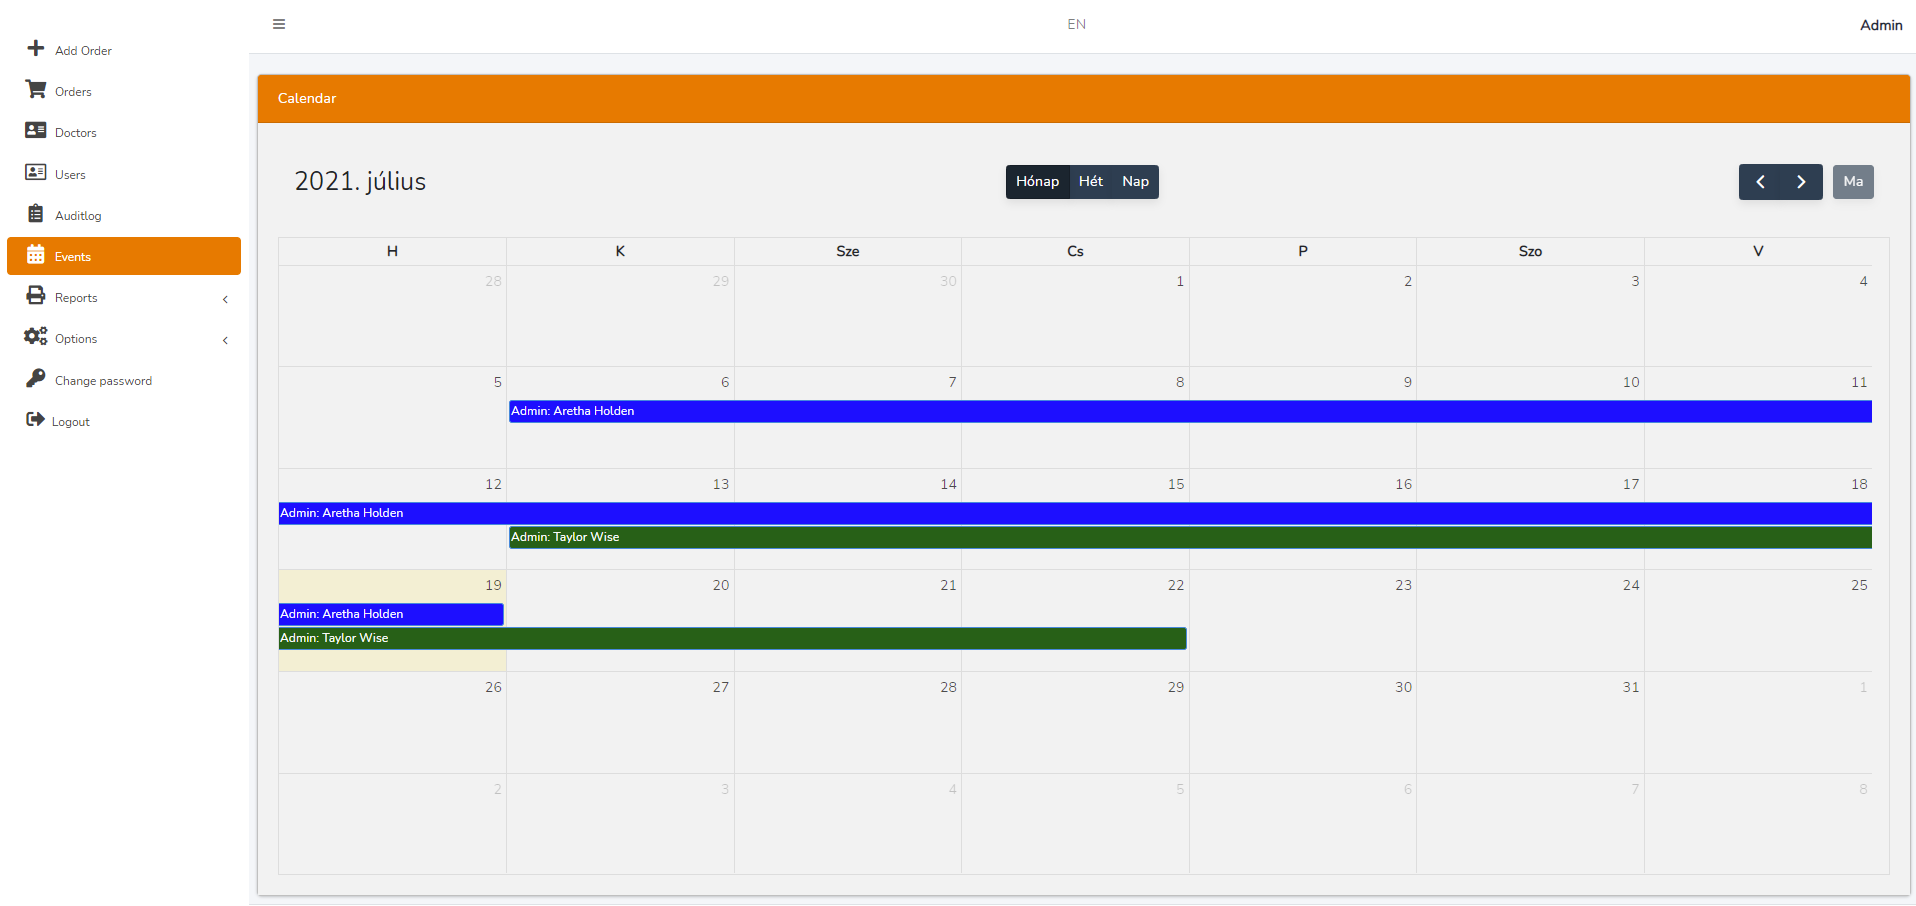 EN
Admin
Add Order
Orders
Doctors
Users
Auditlog
Events
Reports
Options
Change password
Logout
Calendar
2021. július
Hónap Hét Nap
Ma
H K Sze Cs P Szo V
28 29 30 1 2 3 4
5 6 7 8 9 10 11
Admin: Aretha Holden
12 13 14 15 16 17 18
Admin: Aretha Holden
Admin: Taylor Wise
19 20 21 22 23 24 25
Admin: Aretha Holden
Admin: Taylor Wise
26 27 28 29 30 31 1
2 3 4 5 6 7 8